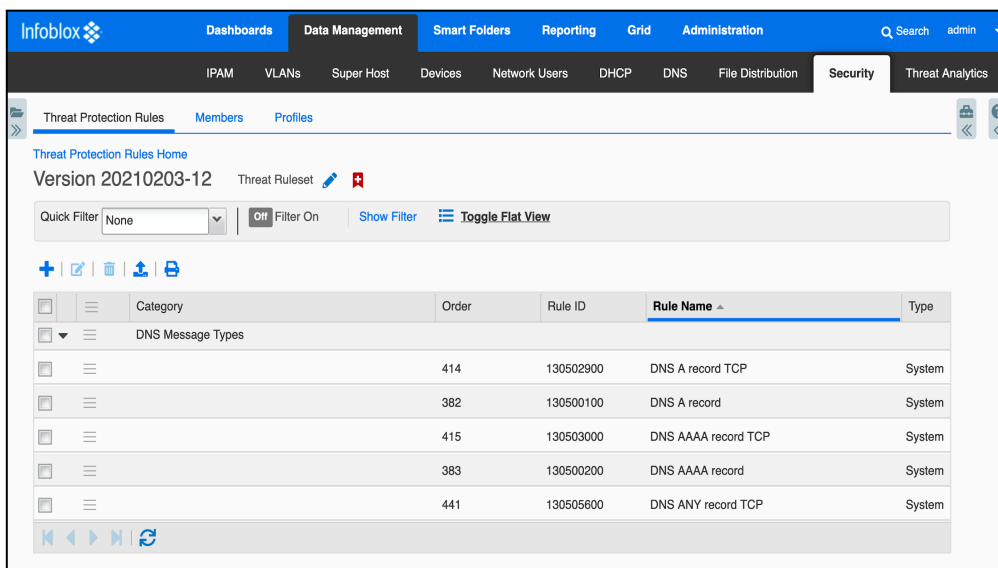 Infoblox Dashboards Data Management Smart Folders Reporting Grid Administration Search admin
IPAM VLANs Super Host Devices Network Users DHCP DNS File Distribution Security Threat Analytics
Threat Protection Rules Members Profiles
Threat Protection Rules Home
Version 20210203-12 Threat Ruleset
Quick Filter None Off Filter On Show Filter Toggle Flat View
Category Order Rule ID Rule Name Type
DNS Message Types
414 130502900 DNS A record TCP System
382 130500100 DNS A record System
415 130503000 DNS AAAA record TCP System
383 130500200 DNS AAAA record System
441 130505600 DNS ANY record TCP System